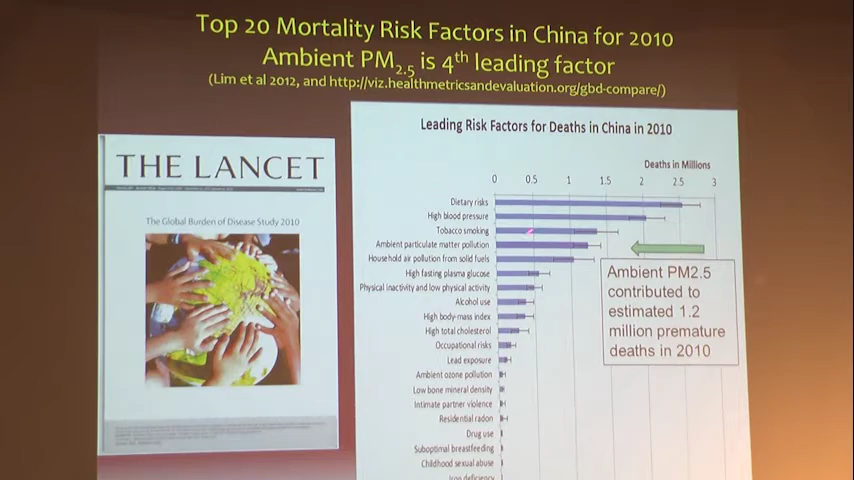 Top 20 Mortality Risk Factors in China for 2010
Ambient PM2.5 is 4th leading factor
(Lim et al 2012, and http://viz.healthmetricsandevaluation.org/gbd-compare/)
THE LANCET
The Global Burden of Disease Study 2010
Leading Risk Factors for Deaths in China in 2010
Deaths in Millions
0 0.5 1 1.5 2 2.5 3
Dietary risks
High blood pressure
Tobacco smoking
Ambient particulate matter pollution
Household air pollution from solid fuels
High fasting plasma glucose
Physical inactivity and low physical activity
Alcohol use
High body-mass index
High total cholesterol
Occupational risks
Lead exposure
Ambient ozone pollution
Low bone mineral density
Intimate partner violence
Residential radon
Drug use
Suboptimal breastfeeding
Childhood sexual abuse
Iron deficiency
Ambient PM2.5
contributed to
estimated 1.2
million premature
deaths in 2010